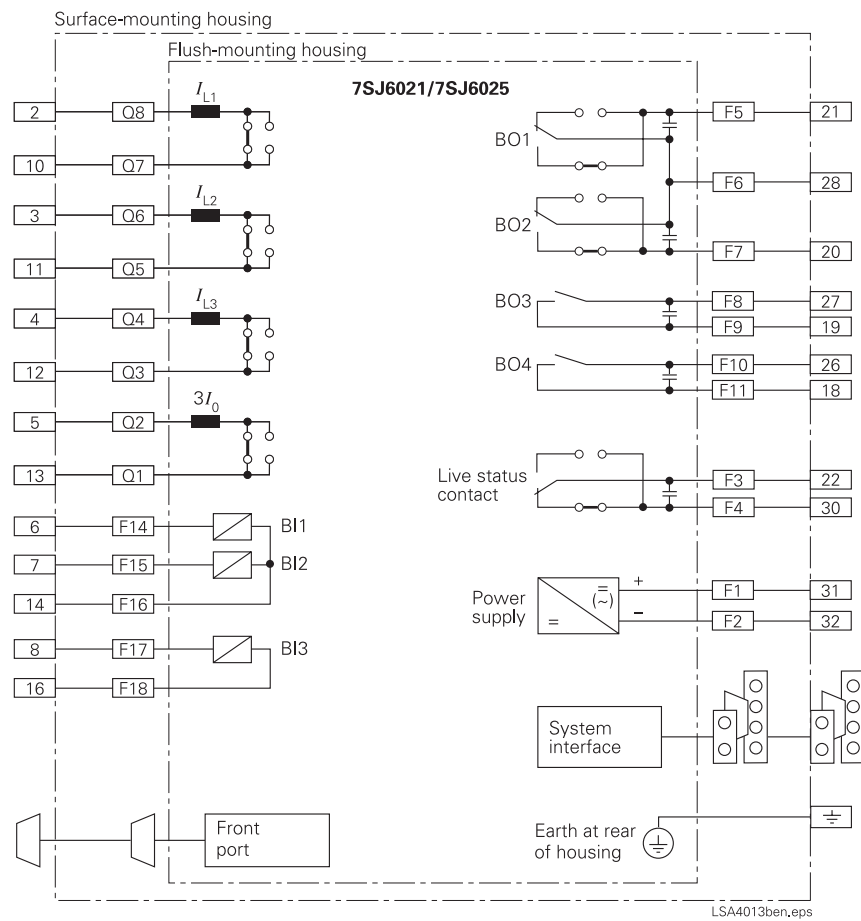 Surface-mounting housing
Flush-mounting housing
7SJ6021/7SJ6025
2 Q8 IL1
10 Q7
3 Q6 IL2
11 Q5
4 Q4 IL3
12 Q3
5 Q2 3I0
13 Q1
6 F14 BI1
7 F15 BI2
14 F16
8 F17 BI3
16 F18
Front
port
BO1 F5 21
F6 28
BO2 F7 20
BO3 F8 27
F9 19
BO4 F10 26
F11 18
Live status
contact
F3 22
F4 30
Power
supply
= (~) =
+ F1 31
– F2 32
System
interface
Earth at rear
of housing
LSA4013ben.eps